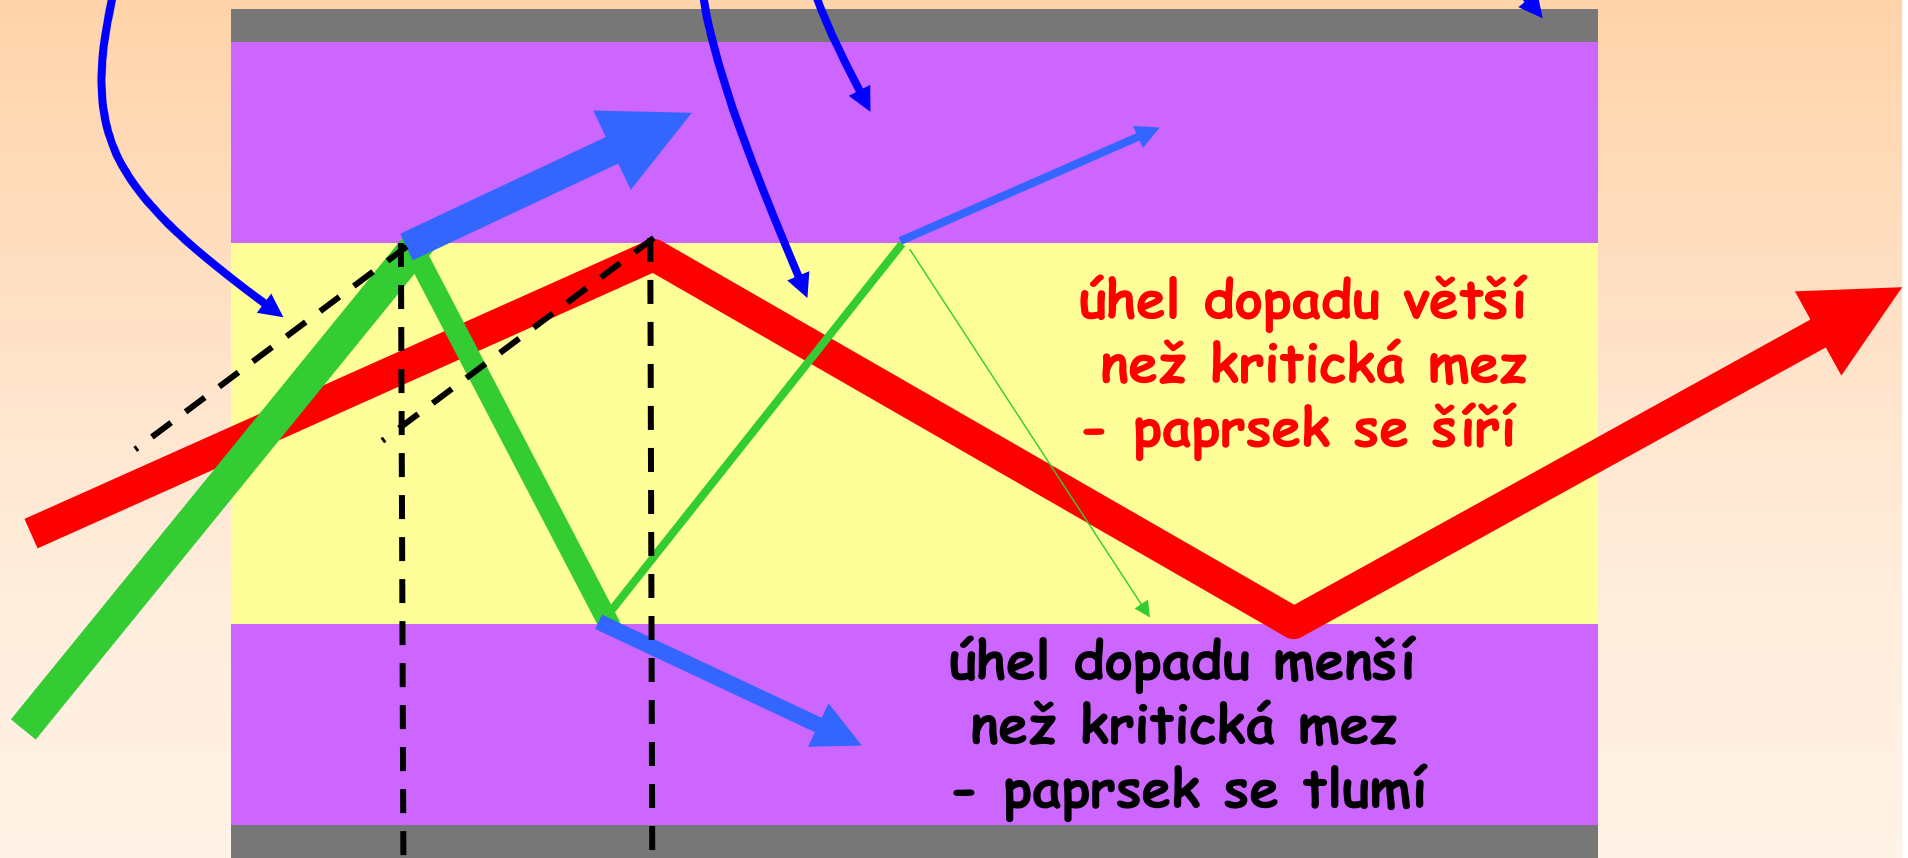 úhel dopadu větší
než kritická mez
- paprsek se šíří
úhel dopadu menší
než kritická mez
- paprsek se tlumí